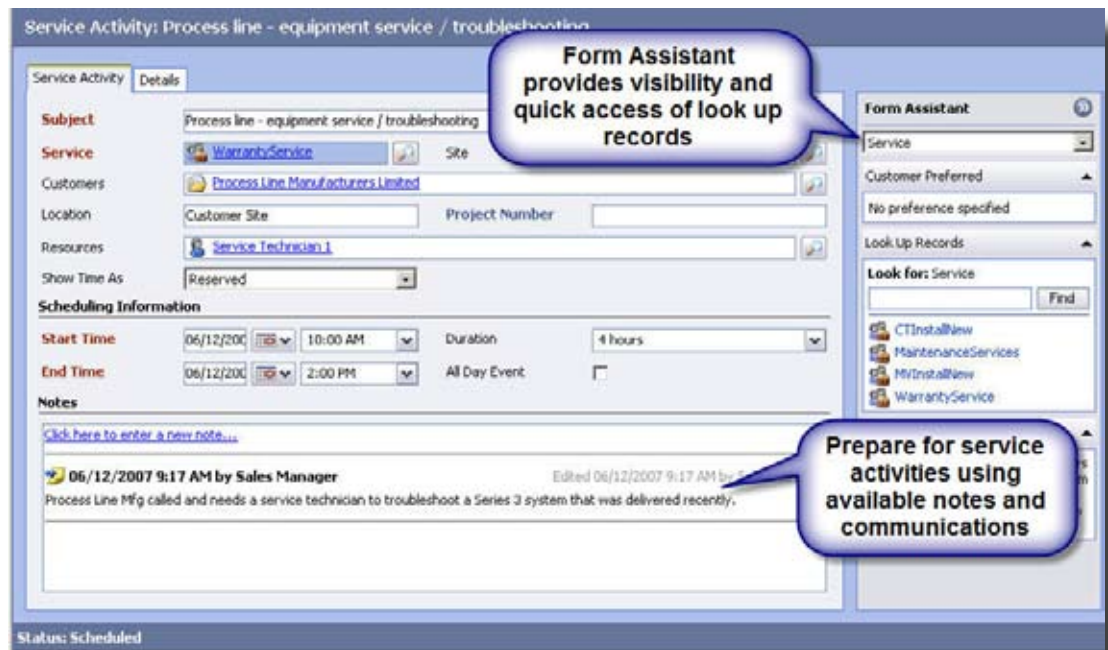 Service Activity: Process line - equipment service / troubleshooting
Form Assistant
provides visibility and
quick access of look up
records
Service Activity
Details
Subject
Process line - equipment service / troubleshooting
Service
WarrantyService
Site
Customers
Process Line Manufacturers Limited
Location
Customer Site
Project Number
Resources
Service Technician 1
Show Time As
Reserved
Scheduling Information
Start Time
06/12/200
10:00 AM
Duration
4 hours
End Time
06/12/200
2:00 PM
All Day Event
Notes
Click here to enter a new note...
06/12/2007 9:17 AM by Sales Manager
Edited 06/12/2007 9:17 AM by
Process Line Mfg called and needs a service technician to troubleshoot a Series 3 system that was delivered recently.
Form Assistant
Service
Customer Preferred
No preference specified
Look Up Records
Look for: Service
Find
CTInstallNew
MaintenanceServices
MVInstallNew
WarrantyService
Prepare for service
activities using
available notes and
communications
Status: Scheduled